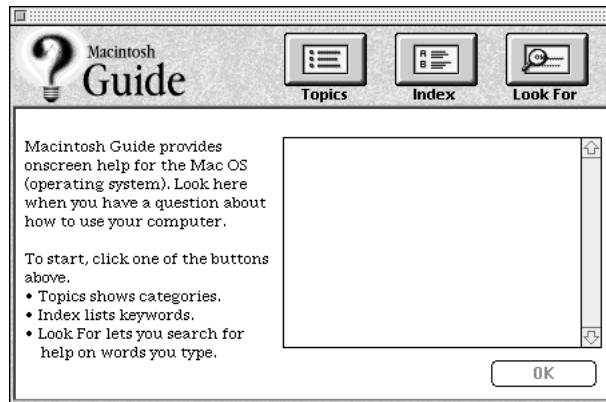 Macintosh
Guide
Topics
Index
Look For
Macintosh Guide provides
onscreen help for the Mac OS
(operating system). Look here
when you have a question about
how to use your computer.
To start, click one of the buttons
above.
• Topics shows categories.
• Index lists keywords.
• Look For lets you search for
help on words you type.
OK